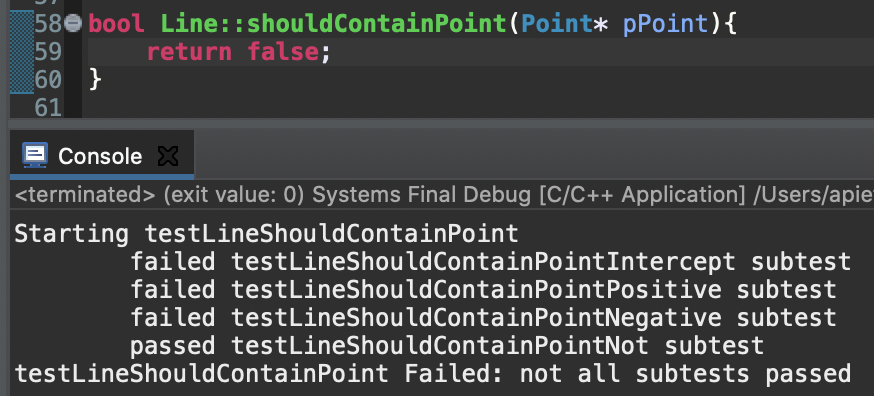 58 bool Line::shouldContainPoint(Point* pPoint){
59     return false;
60 }
61
Console
<terminated> (exit value: 0) Systems Final Debug [C/C++ Application] /Users/apie
Starting testLineShouldContainPoint
        failed testLineShouldContainPointIntercept subtest
        failed testLineShouldContainPointPositive subtest
        failed testLineShouldContainPointNegative subtest
        passed testLineShouldContainPointNot subtest
testLineShouldContainPoint Failed: not all subtests passed